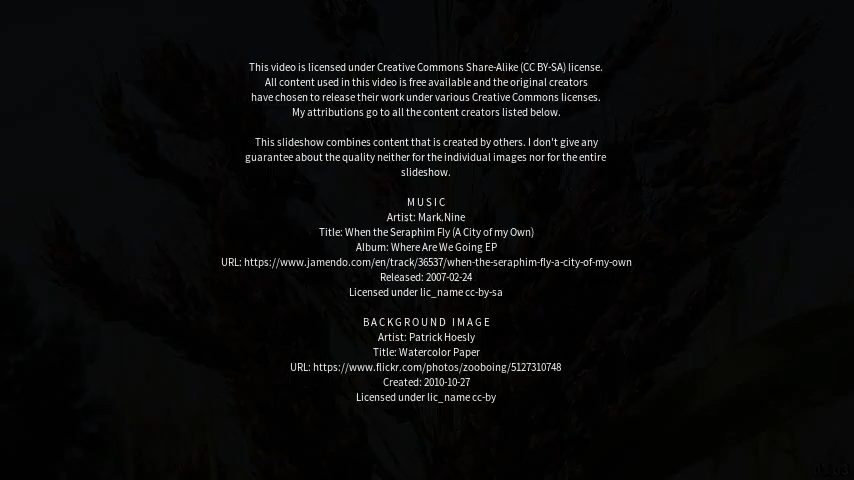 This video is licensed under Creative Commons Share-Alike (CC BY-SA) license.
All content used in this video is free available and the original creators
have chosen to release their work under various Creative Commons licenses.
My attributions go to all the content creators listed below.
This slideshow combines content that is created by others. I don't give any
guarantee about the quality neither for the individual images nor for the entire
slideshow.
MUSIC
Artist: Mark.Nine
Title: When the Seraphim Fly (A City of my Own)
Album: Where Are We Going EP
URL: https://www.jamendo.com/en/track/36537/when-the-seraphim-fly-a-city-of-my-own
Released: 2007-02-24
Licensed under lic_name cc-by-sa
BACKGROUND IMAGE
Artist: Patrick Hoesly
Title: Watercolor Paper
URL: https://www.flickr.com/photos/zooboing/5127310748
Created: 2010-10-27
Licensed under lic_name cc-by